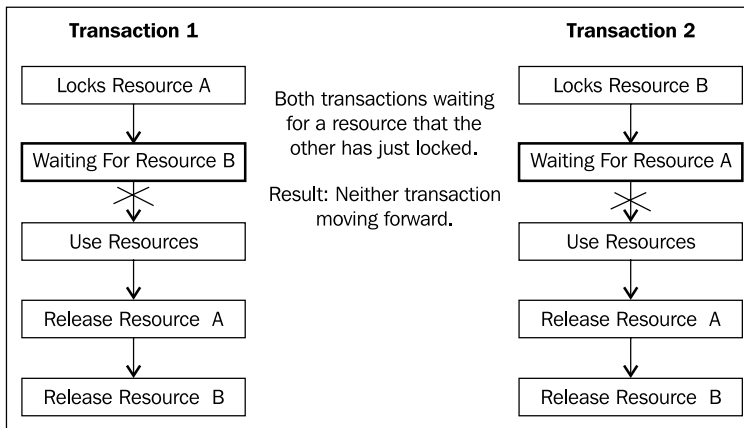 Transaction 1
Locks Resource A
Waiting For Resource B
Use Resources
Release Resource A
Release Resource B
Both transactions waiting
for a resource that the
other has just locked.
Result: Neither transaction
moving forward.
Transaction 2
Locks Resource B
Waiting For Resource A
Use Resources
Release Resource A
Release Resource B